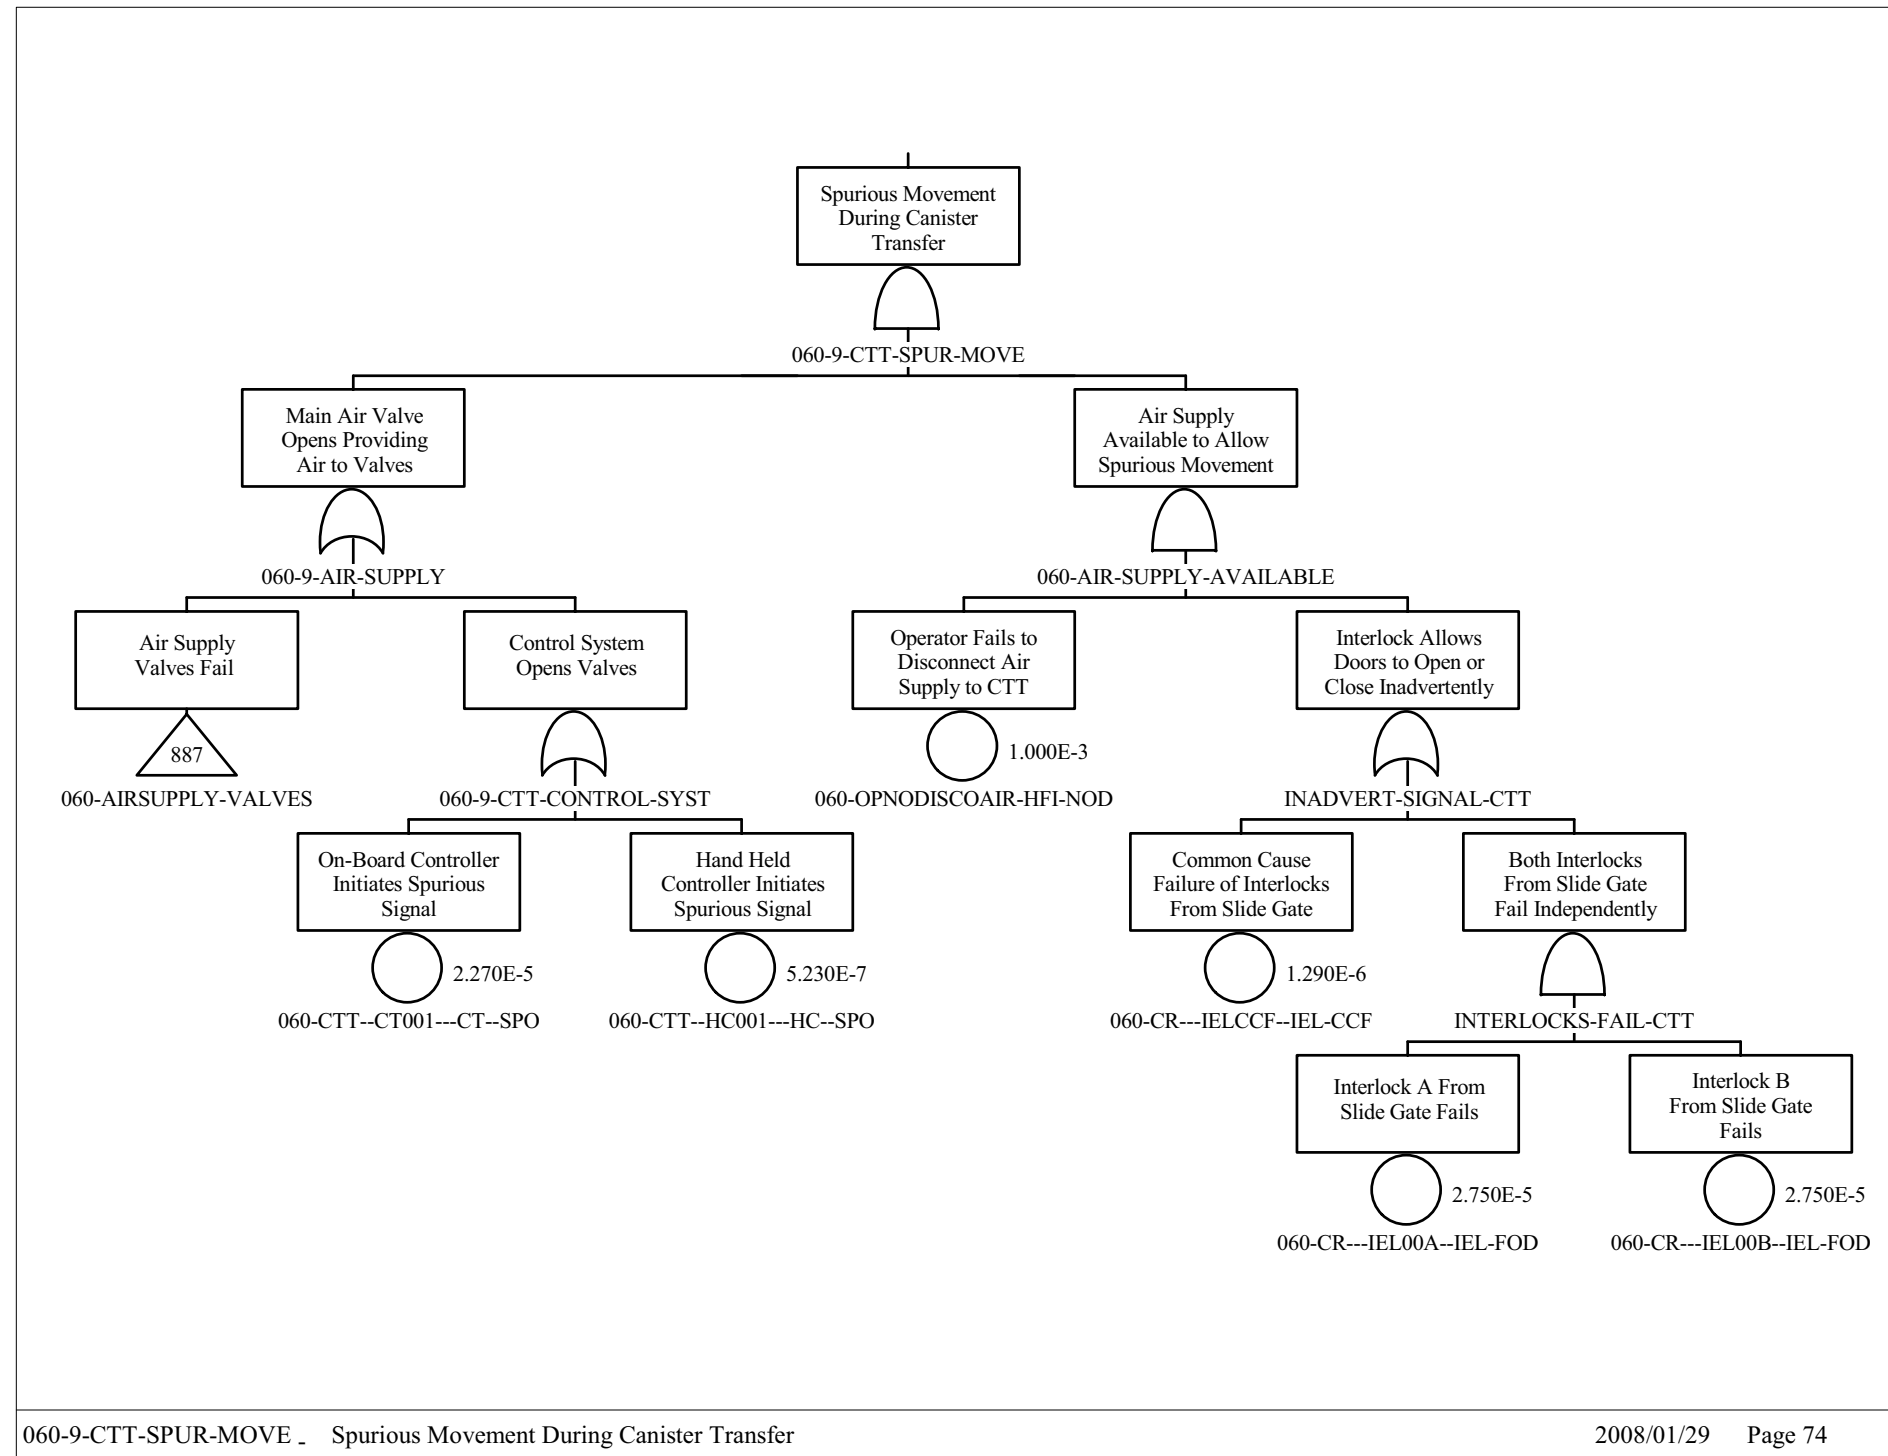 Spurious Movement
During Canister
Transfer
060-9-CTT-SPUR-MOVE
Main Air Valve
Opens Providing
Air to Valves
Air Supply
Available to Allow
Spurious Movement
060-9-AIR-SUPPLY
060-AIR-SUPPLY-AVAILABLE
Air Supply
Valves Fail
Control System
Opens Valves
Operator Fails to
Disconnect Air
Supply to CTT
Interlock Allows
Doors to Open or
Close Inadvertently
887
1.000E-3
060-AIRSUPPLY-VALVES
060-9-CTT-CONTROL-SYST
060-OPNODISCOAIR-HFI-NOD
INADVERT-SIGNAL-CTT
On-Board Controller
Initiates Spurious
Signal
Hand Held
Controller Initiates
Spurious Signal
Common Cause
Failure of Interlocks
From Slide Gate
Both Interlocks
From Slide Gate
Fail Independently
2.270E-5
5.230E-7
1.290E-6
060-CTT--CT001---CT--SPO
060-CTT--HC001---HC--SPO
060-CR---IELCCF--IEL-CCF
INTERLOCKS-FAIL-CTT
Interlock A From
Slide Gate Fails
Interlock B
From Slide Gate
Fails
2.750E-5
2.750E-5
060-CR---IEL00A--IEL-FOD
060-CR---IEL00B--IEL-FOD
060-9-CTT-SPUR-MOVE - Spurious Movement During Canister Transfer
2008/01/29 Page 74